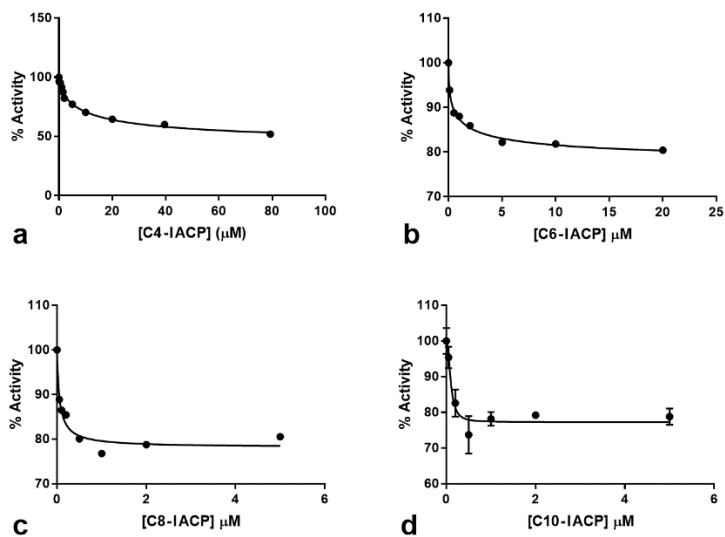 150
100
50
0
% Activity
0 20 40 60 80 100
[C4-IACP] (μM)
a
110
100
90
80
70
% Activity
0 5 10 15 20 25
[C6-IACP] μM
b
110
100
90
80
70
% Activity
0 2 4 6
[C8-IACP] μM
c
110
100
90
80
70
60
% Activity
0 2 4 6
[C10-IACP] μM
d